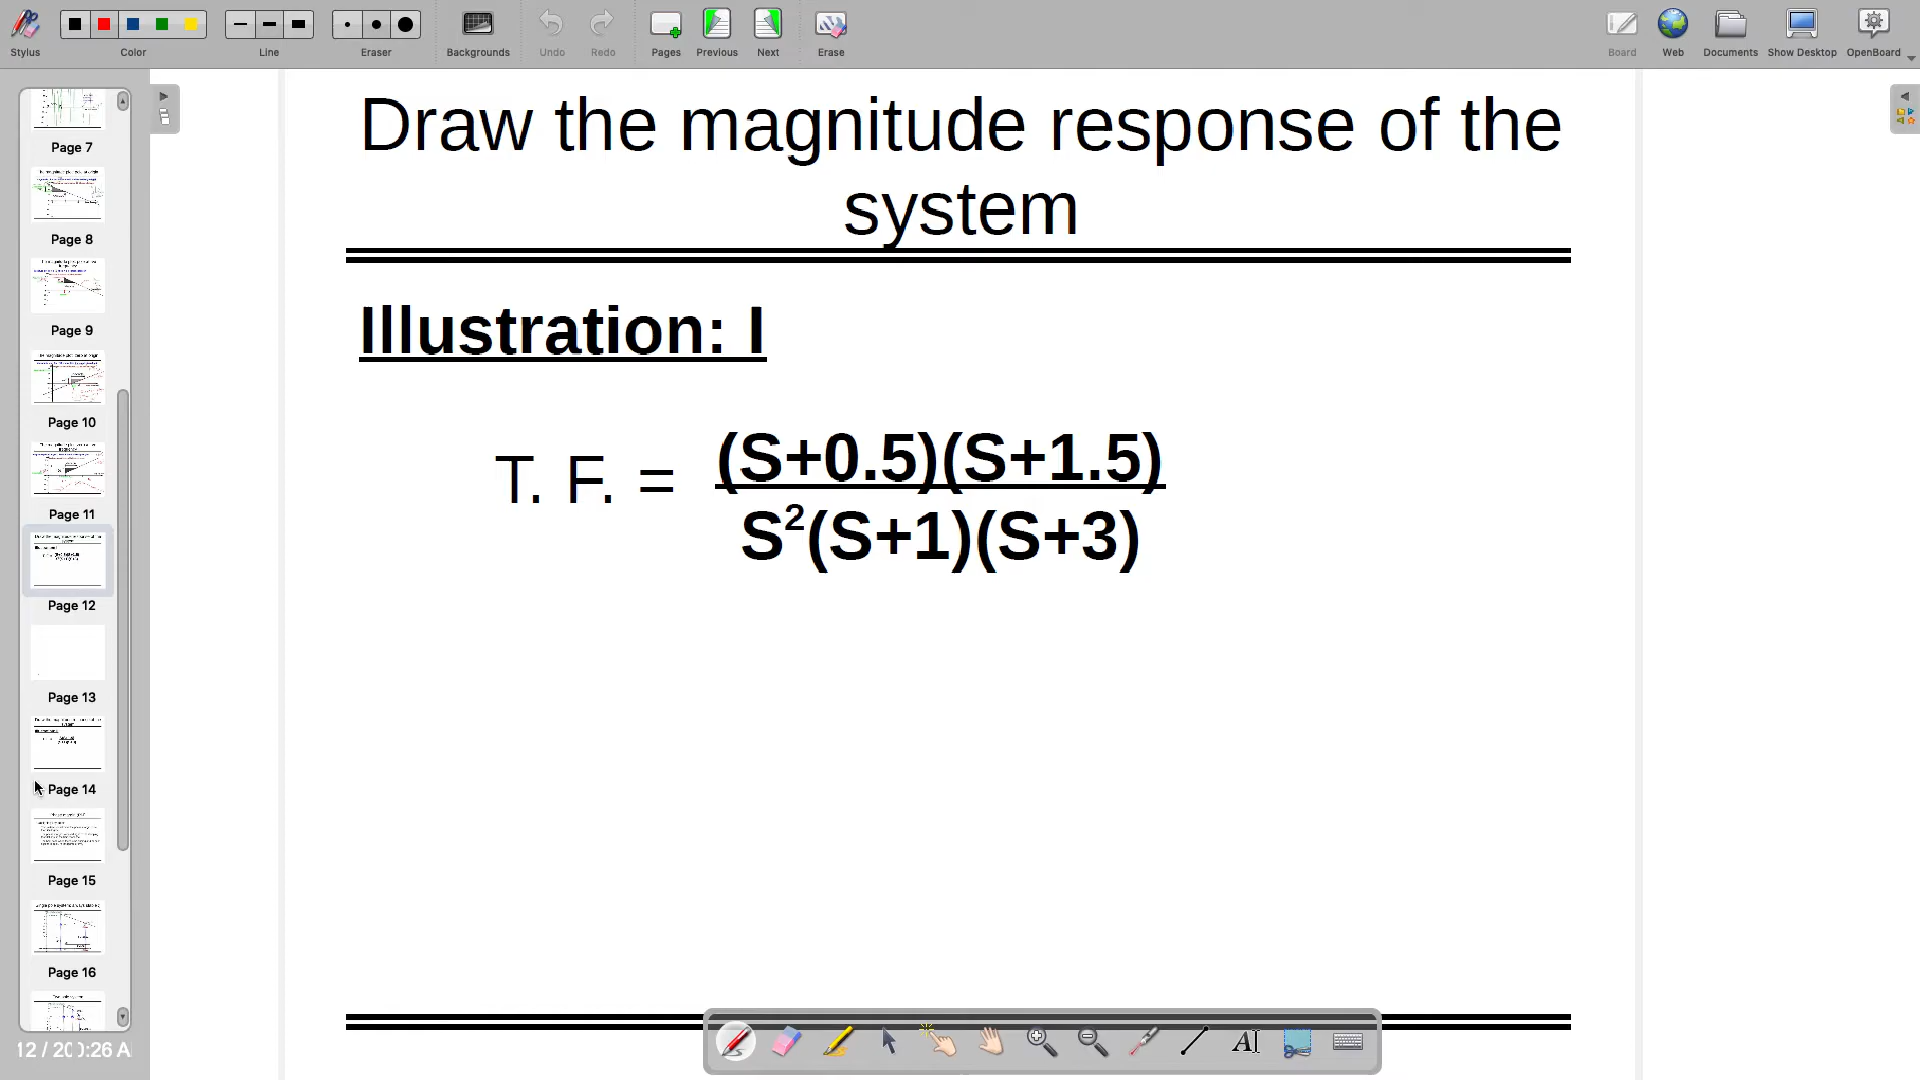 Stylus
Color
Line
Eraser
Backgrounds
Undo
Redo
Pages
Previous
Next
Erase
Board
Web
Documents
Show Desktop
OpenBoard
Page 7
Page 8
Page 9
Page 10
Page 11
Page 12
Page 13
Page 14
Page 15
Page 16
12 / 20
Draw the magnitude response of the
system
Illustration: I
T. F. = (S+0.5)(S+1.5)
S²(S+1)(S+3)